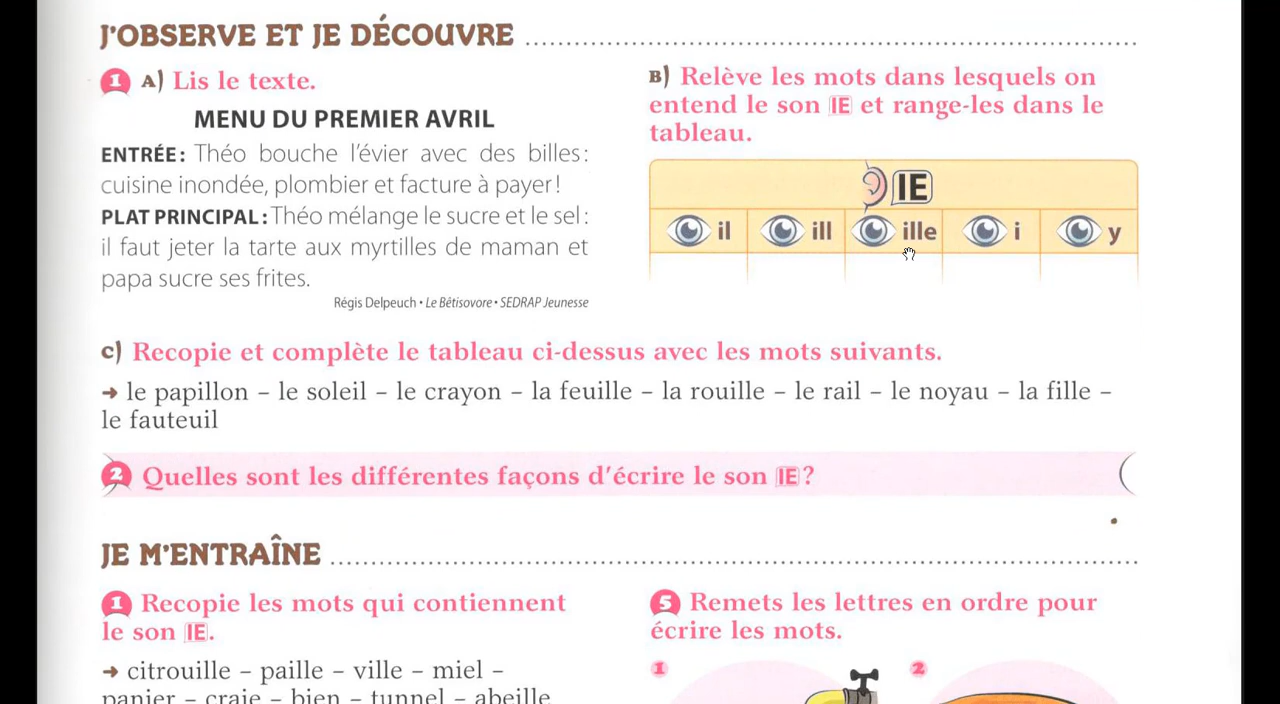 J'OBSERVE ET JE DÉCOUVRE
1 A) Lis le texte.
MENU DU PREMIER AVRIL
ENTRÉE : Théo bouche l'évier avec des billes :
cuisine inondée, plombier et facture à payer !
PLAT PRINCIPAL : Théo mélange le sucre et le sel :
il faut jeter la tarte aux myrtilles de maman et
papa sucre ses frites.
Régis Delpeuch • Le Bêtisovore • SEDRAP Jeunesse
B) Relève les mots dans lesquels on
entend le son IE et range-les dans le
tableau.
IE
il ill ille i y
C) Recopie et complète le tableau ci-dessus avec les mots suivants.
➜ le papillon – le soleil – le crayon – la feuille – la rouille – le rail – le noyau – la fille –
le fauteuil
2 Quelles sont les différentes façons d'écrire le son IE ?
JE M'ENTRAÎNE
1 Recopie les mots qui contiennent
le son IE.
➜ citrouille – paille – ville – miel –
panier – craie – bien – tunnel – abeille
5 Remets les lettres en ordre pour
écrire les mots.
1 2